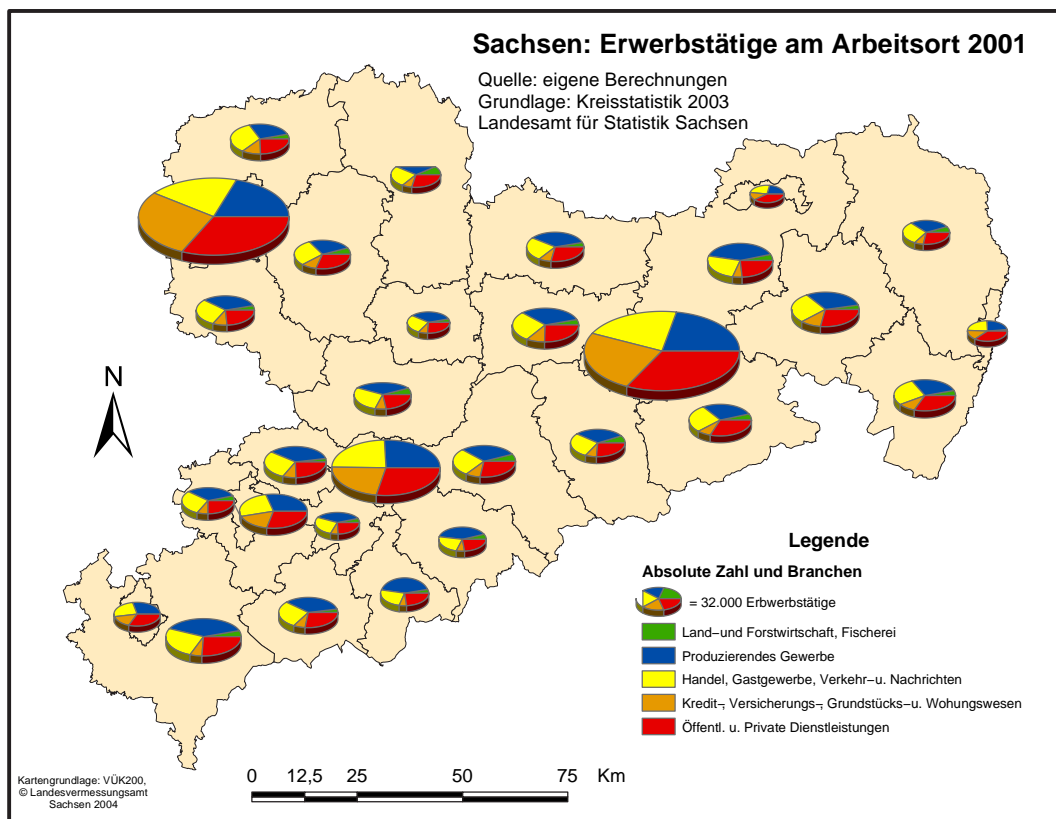 Sachsen: Erwerbstätige am Arbeitsort 2001
Quelle: eigene Berechnungen
Grundlage: Kreisstatistik 2003
Landesamt für Statistik Sachsen
N
Legende
Absolute Zahl und Branchen
= 32.000 Erbwerbstätige
Land–und Forstwirtschaft, Fischerei
Produzierendes Gewerbe
Handel, Gastgewerbe, Verkehr–u. Nachrichten
Kredit–, Versicherungs–, Grundstücks–u. Wohungswesen
Öffentl. u. Private Dienstleistungen
Kartengrundlage: VÜK200,
© Landesvermessungsamt
Sachsen 2004
0 12,5 25 50 75 Km